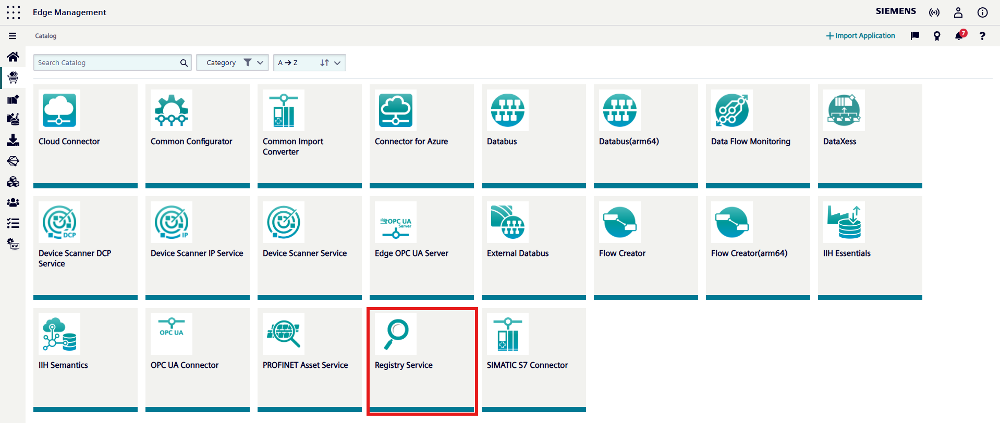 Edge Management
SIEMENS
Catalog
Import Application
7
?
Search Catalog
Category
A → Z
Cloud Connector
Common Configurator
Common Import
Converter
Connector for Azure
Databus
Databus(arm64)
Data Flow Monitoring
DataXess
DCP
Device Scanner DCP
Service
IP
Device Scanner IP Service
Device Scanner Service
OPC UA
Server
Edge OPC UA Server
External Databus
Flow Creator
Flow Creator(arm64)
IIH Essentials
IIH Semantics
OPC UA
OPC UA Connector
PROFINET Asset Service
Registry Service
SIMATIC S7 Connector